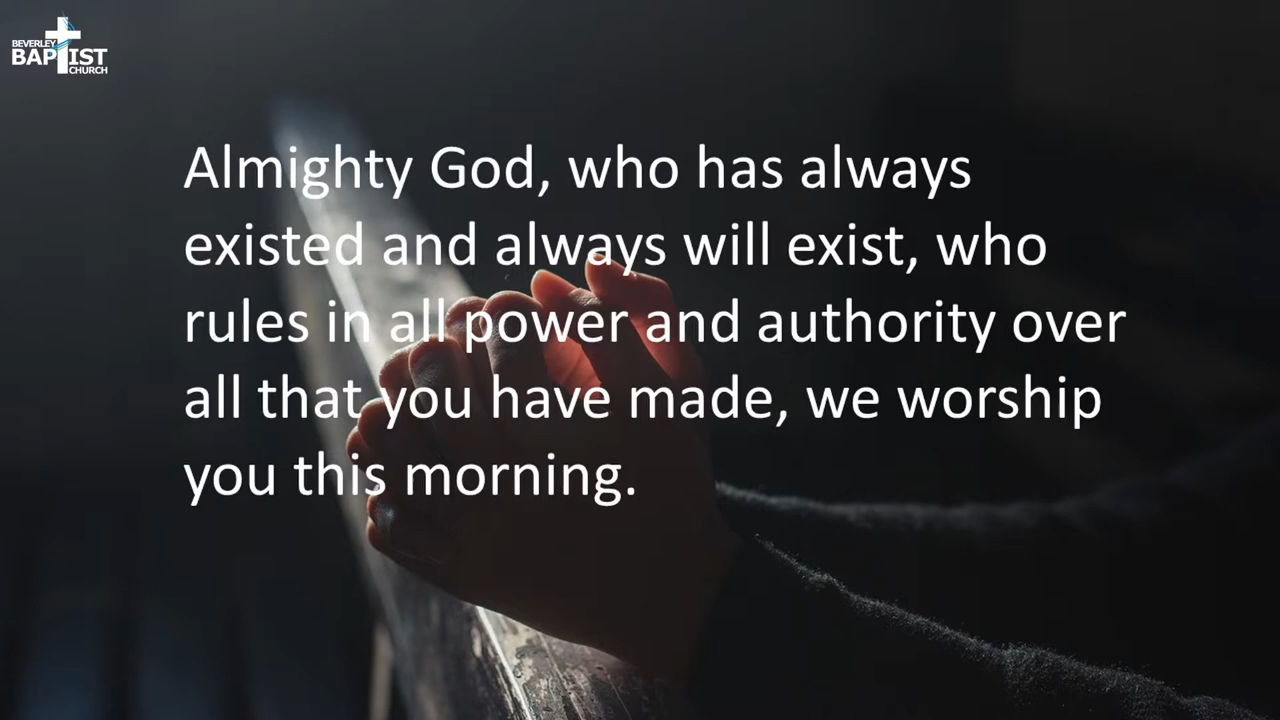 BEVERLEY
BAPTIST
CHURCH
Almighty God, who has always
existed and always will exist, who
rules in all power and authority over
all that you have made, we worship
you this morning.